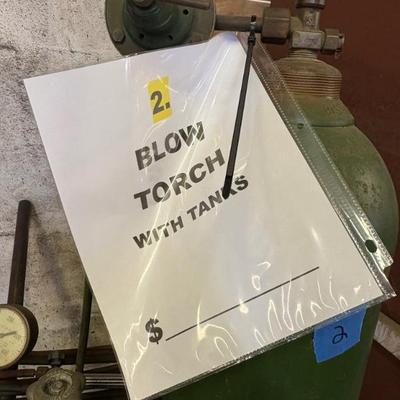 2.
BLOW
TORCH
WITH TANKS
$
2